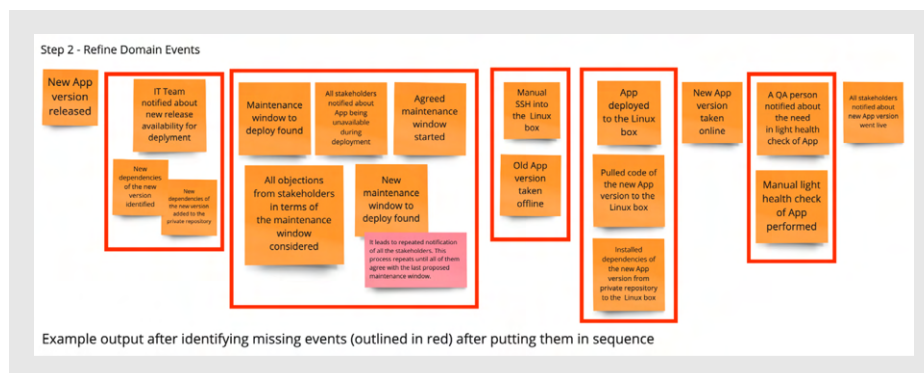 Step 2 - Refine Domain Events
New App
version
released
IT Team
notified about
new release
availability for
deplyment
New
dependencies
of the new
version
identified
New
dependencies of
the new version
added to the
private repository
Maintenance
window to
deploy found
All stakeholders
notified about
App being
unavailable
during
deployment
Agreed
maintenance
window
started
All objections
from stakeholders
in terms of
the maintenance
window
considered
New
maintenance
window to
deploy found
It leads to repeated notification
of all the stakeholders. This
process repeats until all of them
agree with the last proposed
maintenance window.
Manual
SSH into
the Linux
box
Old App
version
taken
offline
App
deployed
to the Linux
box
Pulled code of
the new App
version to the
Linux box
Installed
dependencies of
the new App
version from
private repository
to the Linux box
New App
version
taken
online
A QA person
notified about
the need
in light health
check of App
Manual light
health check
of App
performed
All stakeholders
notified about
new App version
went live
Example output after identifying missing events (outlined in red) after putting them in sequence